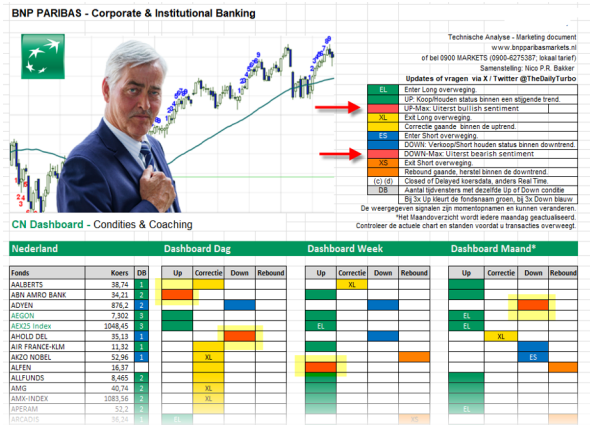 BNP PARIBAS - Corporate & Institutional Banking
Technische Analyse - Marketing document
www.bnpparibasmarkets.nl
of bel 0900 MARKETS (0900-6275387; lokaal tarief)
Samenstelling: Nico P.R. Bakker
Updates of vragen via X / Twitter @TheDailyTurbo
EL Enter Long overweging.
UP: Koop/Houden status binnen een stijgende trend.
UP-Max: Uiterst bullish sentiment
XL Exit Long overweging.
Correctie gaande binnen de uptrend.
ES Enter Short overweging.
DOWN: Verkoop/Short houden status binnen downtrend.
DOWN-Max: Uiterst bearish sentiment
XS Exit Short overweging.
Rebound gaande, herstel binnen de downtrend.
(c) (d) Closed of Delayed koersdata, anders Real Time.
DB Aantal tijdvensters met dezelfde Up of Down conditie
Bij 3x Up kleurt de fondsnaam groen, bij 3x Down blauw
De weergegeven signalen zijn momentopnamen en kunnen veranderen.
*Het Maandoverzicht wordt iedere maandag geactualiseerd.
Controleer de actuele chart en standen voordat u transacties overweegt.
CN Dashboard - Condities & Coaching
Nederland Dashboard Dag Dashboard Week Dashboard Maand*
Fonds Koers DB Up Correctie Down Rebound Up Correctie Down Rebound Up Correctie Down Rebound
AALBERTS 38,74 1 XL
ABN AMRO BANK 34,21 2
ADYEN 876,2 2
AEGON 7,302 3 EL
AEX25 Index 1048,45 3 EL EL
AHOLD DEL 35,13 1 XL
AIR FRANCE-KLM 11,32 1
AKZO NOBEL 52,96 1 XL ES
ALFEN 16,37
ALLFUNDS 8,465 2
AMG 40,74 2 XL
AMX-INDEX 1083,56 2 XL
APERAM 52,2 EL
ARCADIS 36,24 1 EL XS